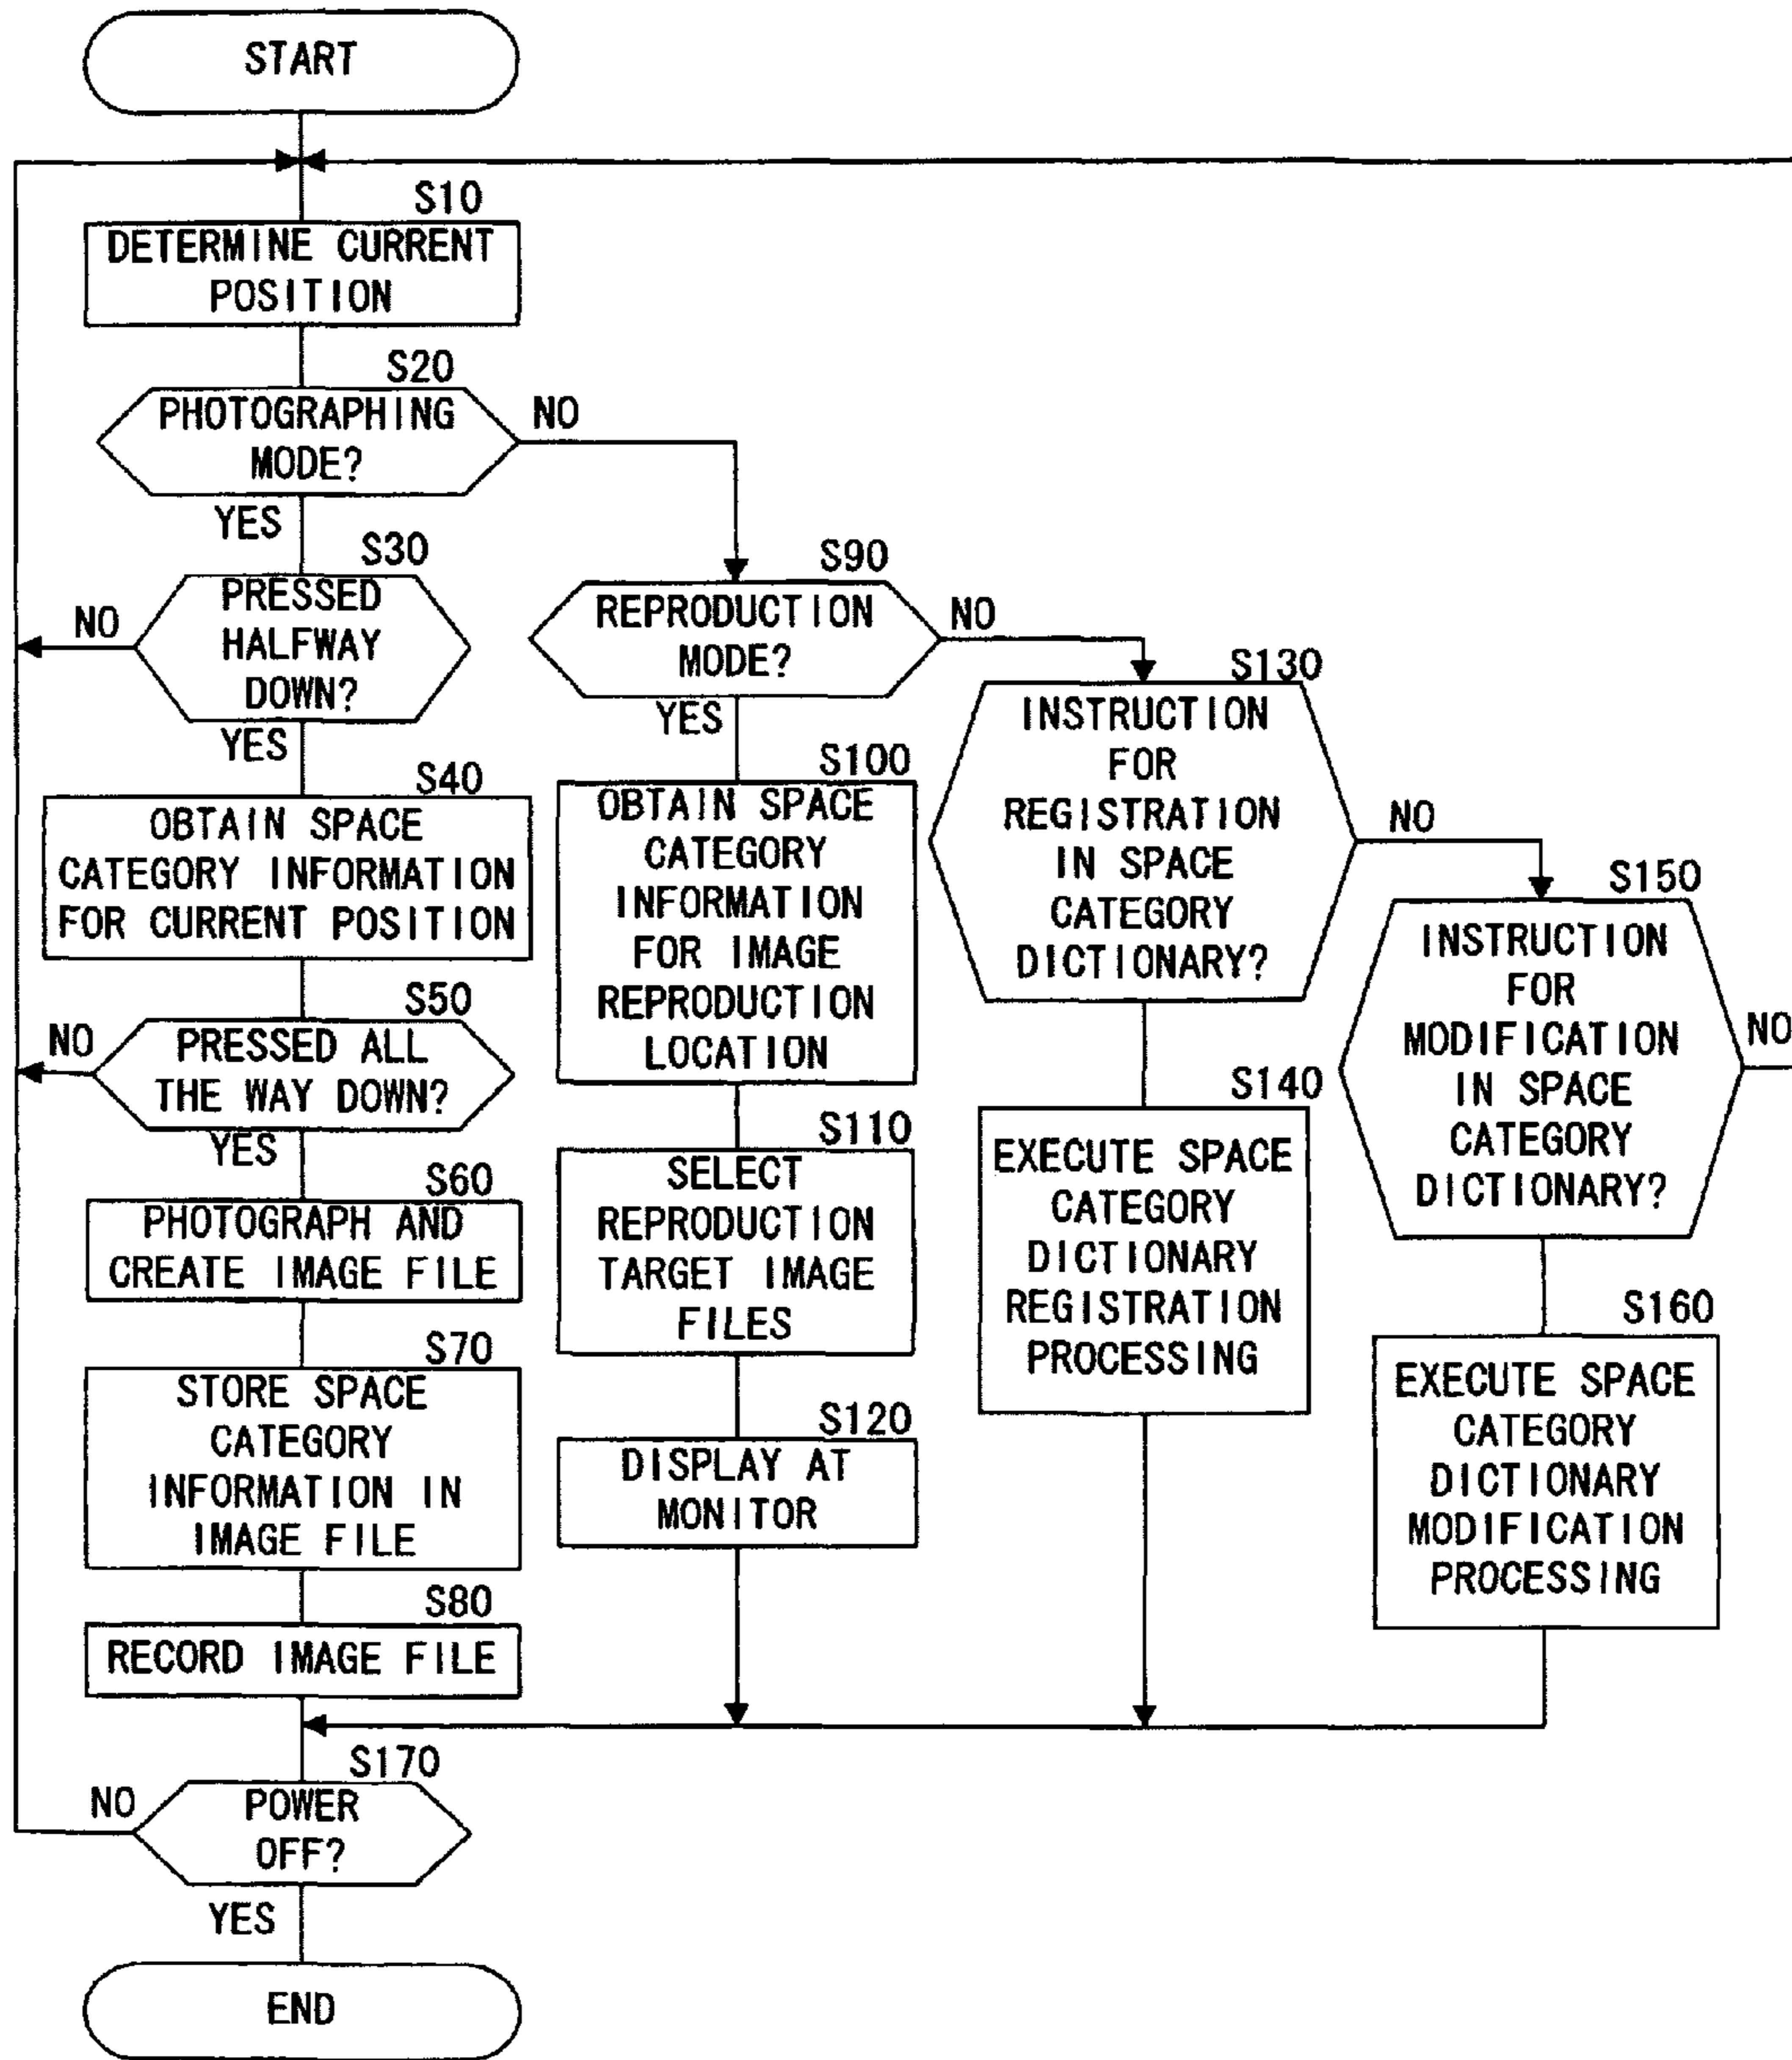 START
S10
DETERMINE CURRENT
POSITION
S20
PHOTOGRAPHING
MODE?
NO
YES
S30
PRESSED
HALFWAY
DOWN?
NO
YES
S40
OBTAIN SPACE
CATEGORY INFORMATION
FOR CURRENT POSITION
S50
PRESSED ALL
THE WAY DOWN?
NO
YES
S60
PHOTOGRAPH AND
CREATE IMAGE FILE
S70
STORE SPACE
CATEGORY
INFORMATION IN
IMAGE FILE
S80
RECORD IMAGE FILE
S90
REPRODUCTION
MODE?
NO
YES
S100
OBTAIN SPACE
CATEGORY
INFORMATION
FOR IMAGE
REPRODUCTION
LOCATION
S110
SELECT
REPRODUCTION
TARGET IMAGE
FILES
S120
DISPLAY AT
MONITOR
S130
INSTRUCTION
FOR
REGISTRATION
IN SPACE
CATEGORY
DICTIONARY?
NO
S140
EXECUTE SPACE
CATEGORY
DICTIONARY
REGISTRATION
PROCESSING
S150
INSTRUCTION
FOR
MODIFICATION
IN SPACE
CATEGORY
DICTIONARY?
NO
S160
EXECUTE SPACE
CATEGORY
DICTIONARY
MODIFICATION
PROCESSING
S170
POWER
OFF?
NO
YES
END